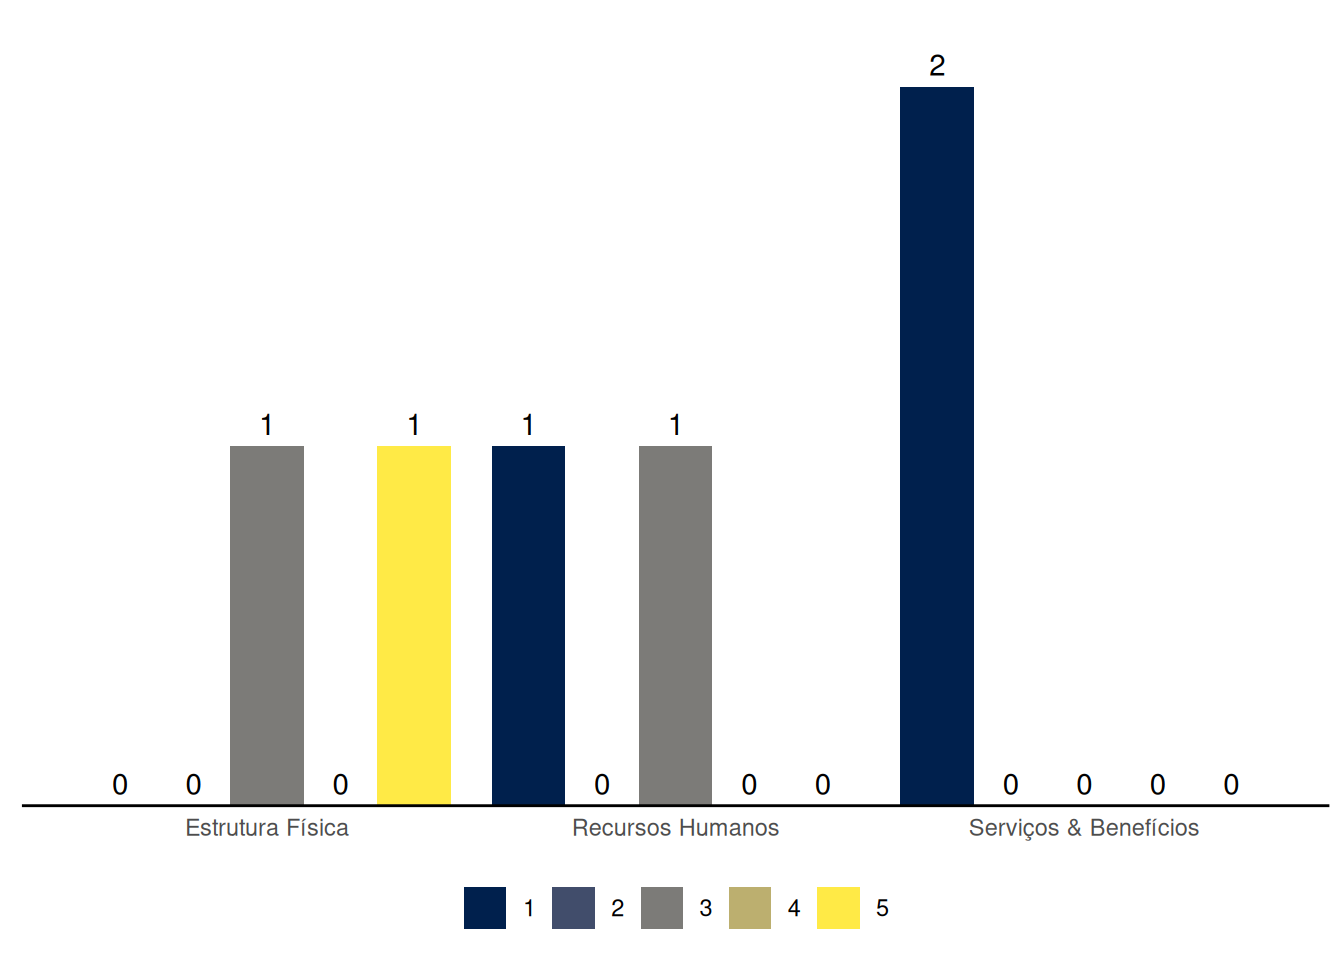 2
1 1 1 1
0 0 0 0 0 0 0 0 0 0
Estrutura Física Recursos Humanos Serviços & Benefícios
1 2 3 4 5